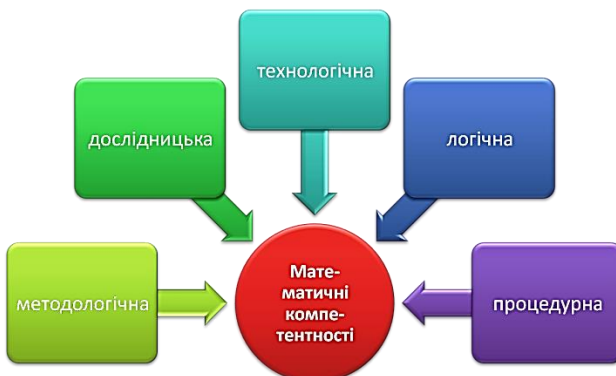 технологічна
дослідницька
логічна
методологічна
Мате-
матичні
компе-
тентності
процедурна